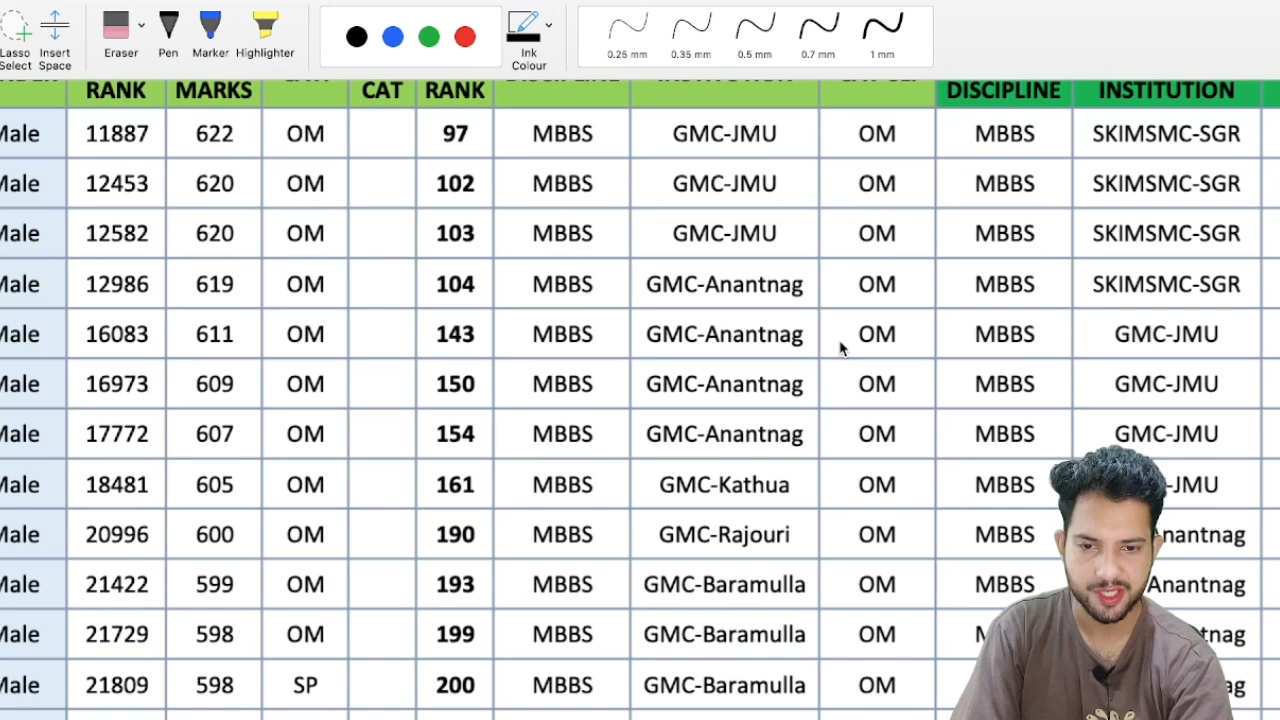 Lasso Select
Insert Space
Eraser
Pen
Marker
Highlighter
Ink Colour
0.25 mm
0.35 mm
0.5 mm
0.7 mm
1 mm
RANK MARKS CAT RANK DISCIPLINE INSTITUTION
Male 11887 622 OM 97 MBBS GMC-JMU OM MBBS SKIMSMC-SGR
Male 12453 620 OM 102 MBBS GMC-JMU OM MBBS SKIMSMC-SGR
Male 12582 620 OM 103 MBBS GMC-JMU OM MBBS SKIMSMC-SGR
Male 12986 619 OM 104 MBBS GMC-Anantnag OM MBBS SKIMSMC-SGR
Male 16083 611 OM 143 MBBS GMC-Anantnag OM MBBS GMC-JMU
Male 16973 609 OM 150 MBBS GMC-Anantnag OM MBBS GMC-JMU
Male 17772 607 OM 154 MBBS GMC-Anantnag OM MBBS GMC-JMU
Male 18481 605 OM 161 MBBS GMC-Kathua OM MBBS -JMU
Male 20996 600 OM 190 MBBS GMC-Rajouri OM MBBS nantnag
Male 21422 599 OM 193 MBBS GMC-Baramulla OM MBBS Anantnag
Male 21729 598 OM 199 MBBS GMC-Baramulla OM tnag
Male 21809 598 SP 200 MBBS GMC-Baramulla OM